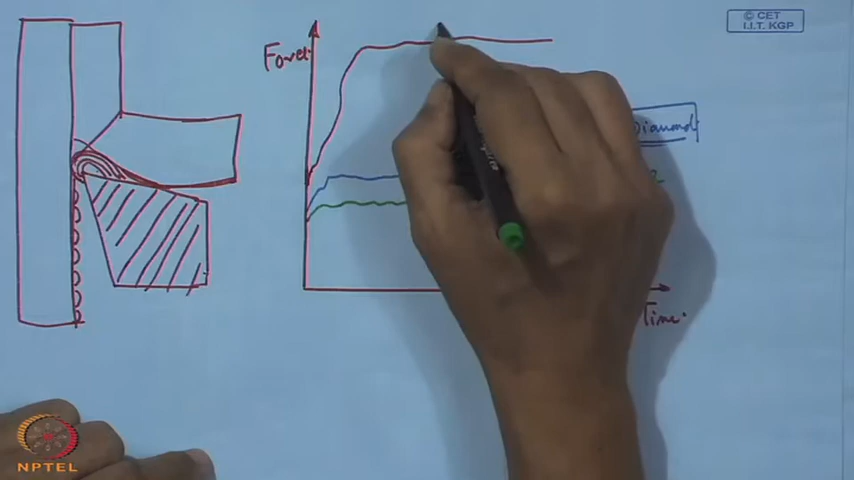 © CET
I.I.T. KGP
Force
Diamond
Time.
NPTEL